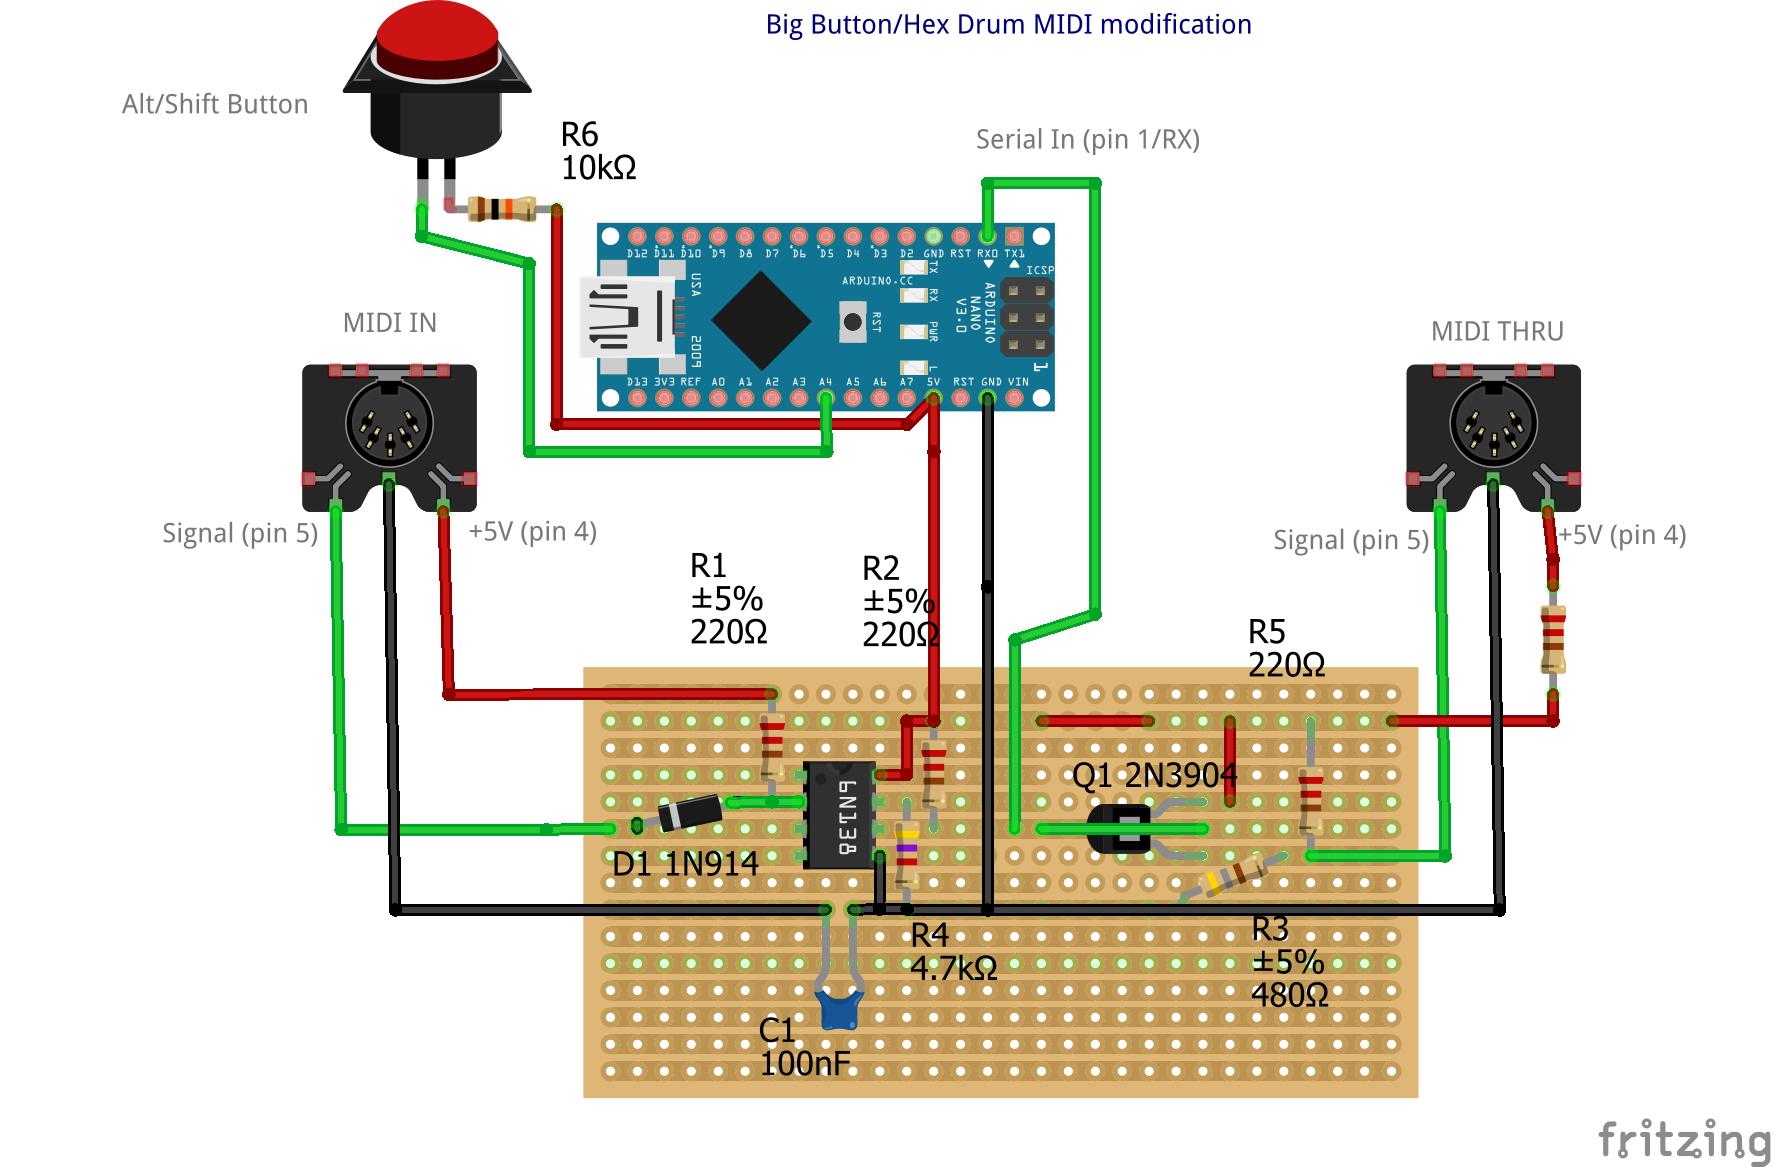 Big Button/Hex Drum MIDI modification
Alt/Shift Button
R6
10kΩ
Serial In (pin 1/RX)
D12 D11 D10 D9 D8 D7 D6 D5 D4 D3 D2 GND RST RX0 TX1
ICSP
TX
RX
PWR
L
ARDUINO.CC
ARDUINO
NANO
V3.0
RST
USA
2009
1
D13 3V3 REF A0 A1 A2 A3 A4 A5 A6 A7 5V RST GND VIN
MIDI IN
MIDI THRU
Signal (pin 5)
+5V (pin 4)
Signal (pin 5)
+5V (pin 4)
R1
±5%
220Ω
R2
±5%
220Ω
R5
220Ω
Q1 2N3904
6N138
D1 1N914
R4
4.7kΩ
R3
±5%
480Ω
C1
100nF
fritzing